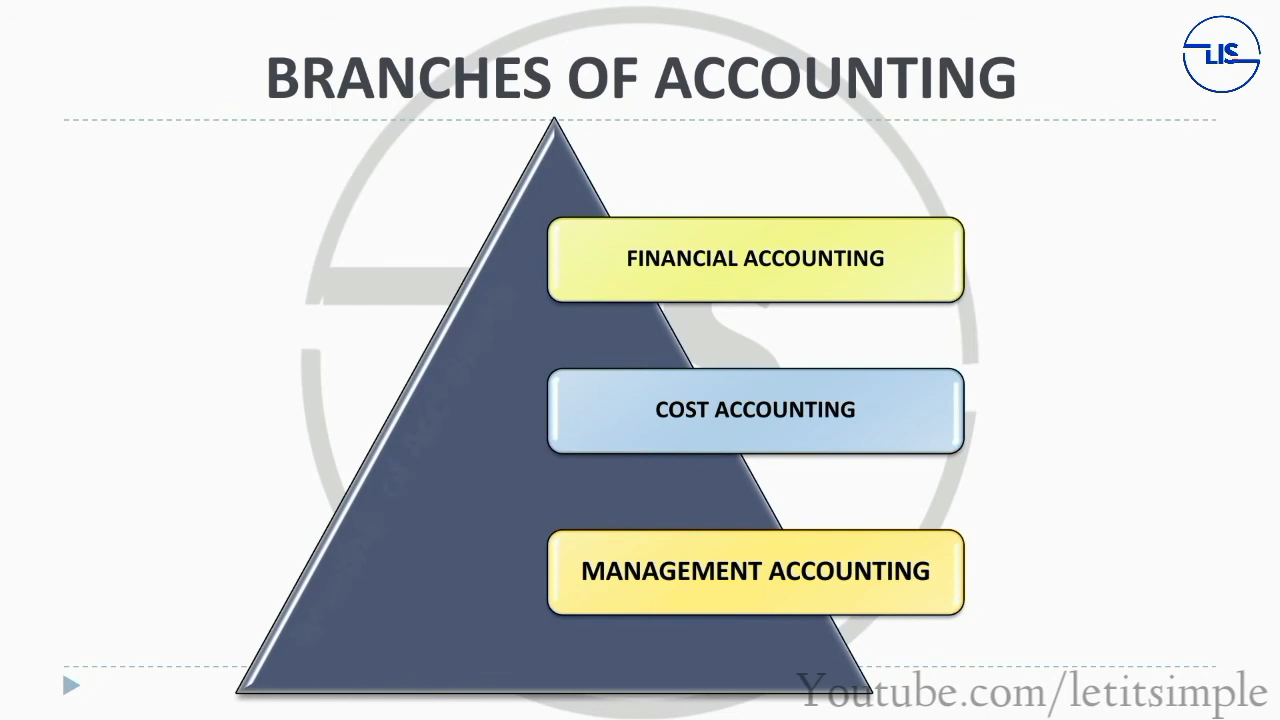 BRANCHES OF ACCOUNTING
LIS
FINANCIAL ACCOUNTING
COST ACCOUNTING
MANAGEMENT ACCOUNTING
Youtube.com/letitsimple